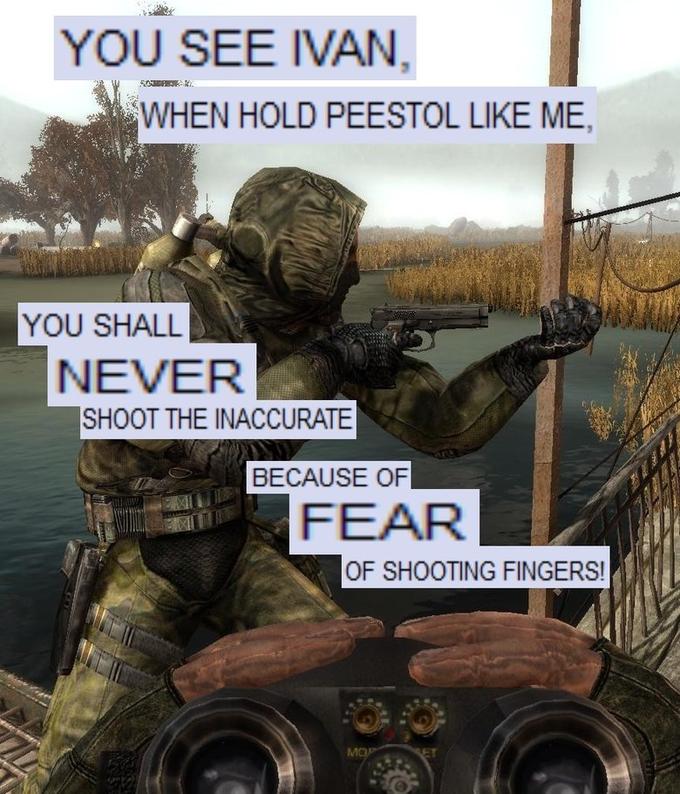 YOU SEE IVAN,
WHEN HOLD PEESTOL LIKE ME,
YOU SHALL
NEVER
SHOOT THE INACCURATE
BECAUSE OF
FEAR
OF SHOOTING FINGERS!